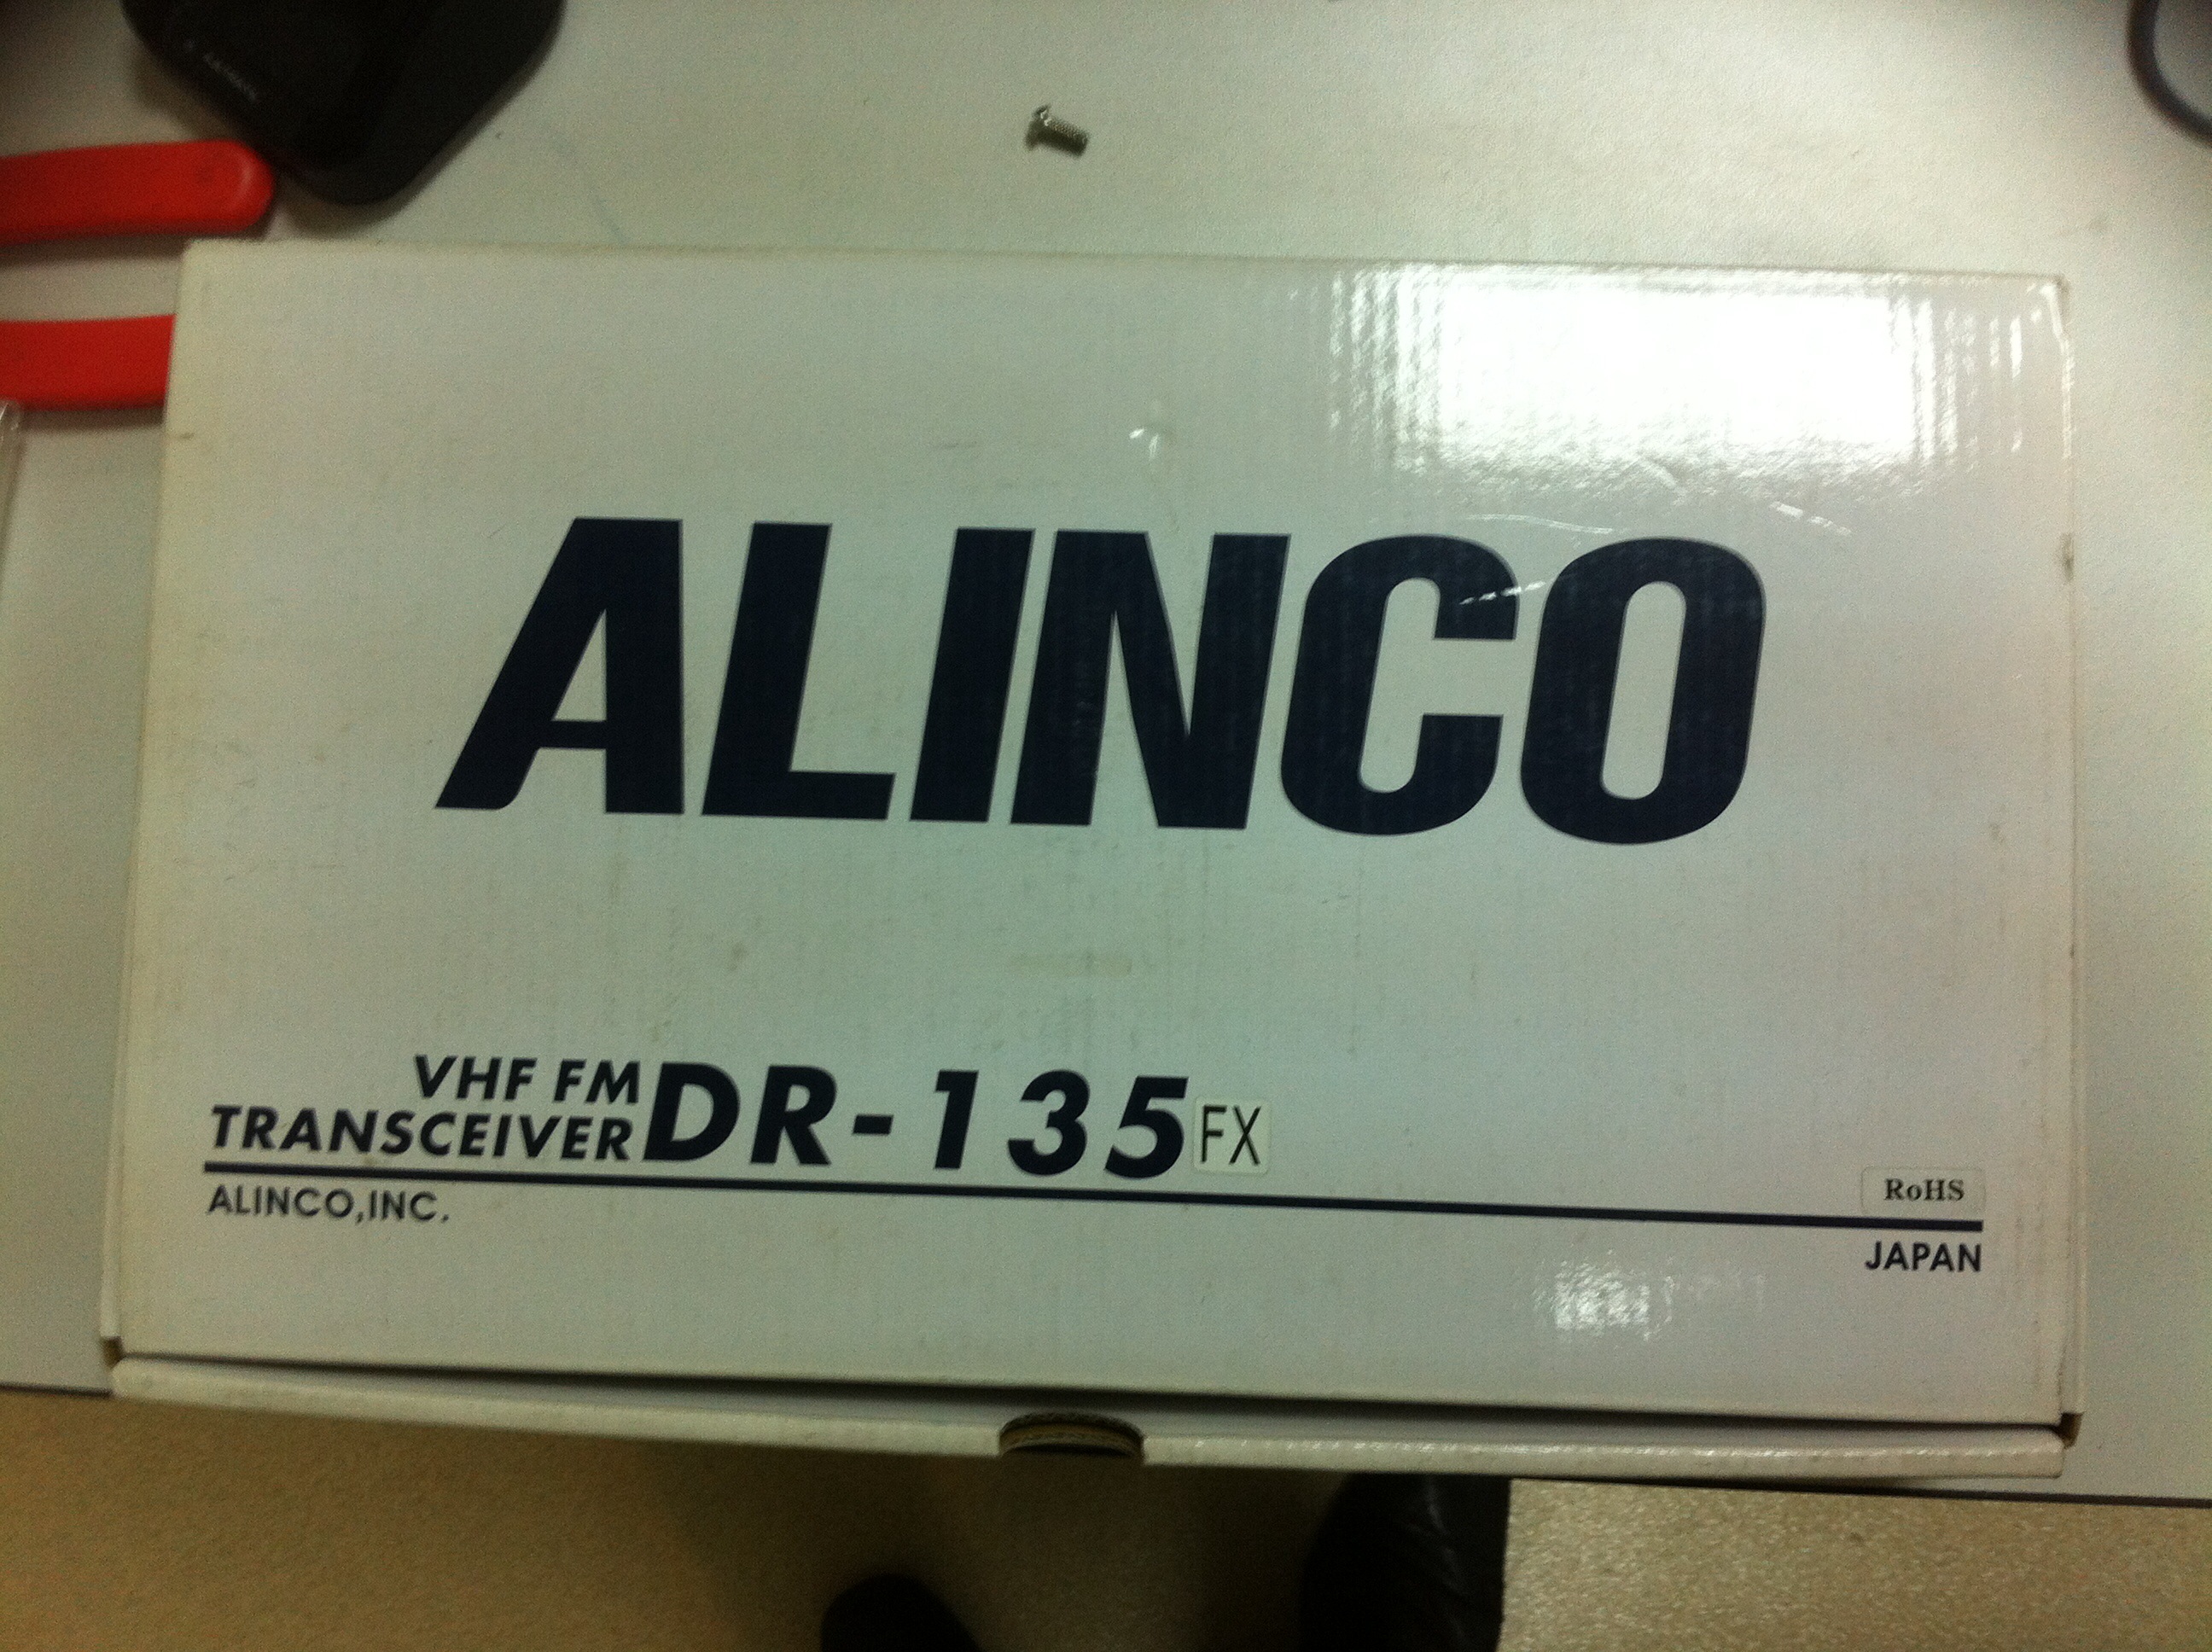 ALINCO
VHF FM
TRANSCEIVER DR-135 FX
RoHS
ALINCO,INC.
JAPAN